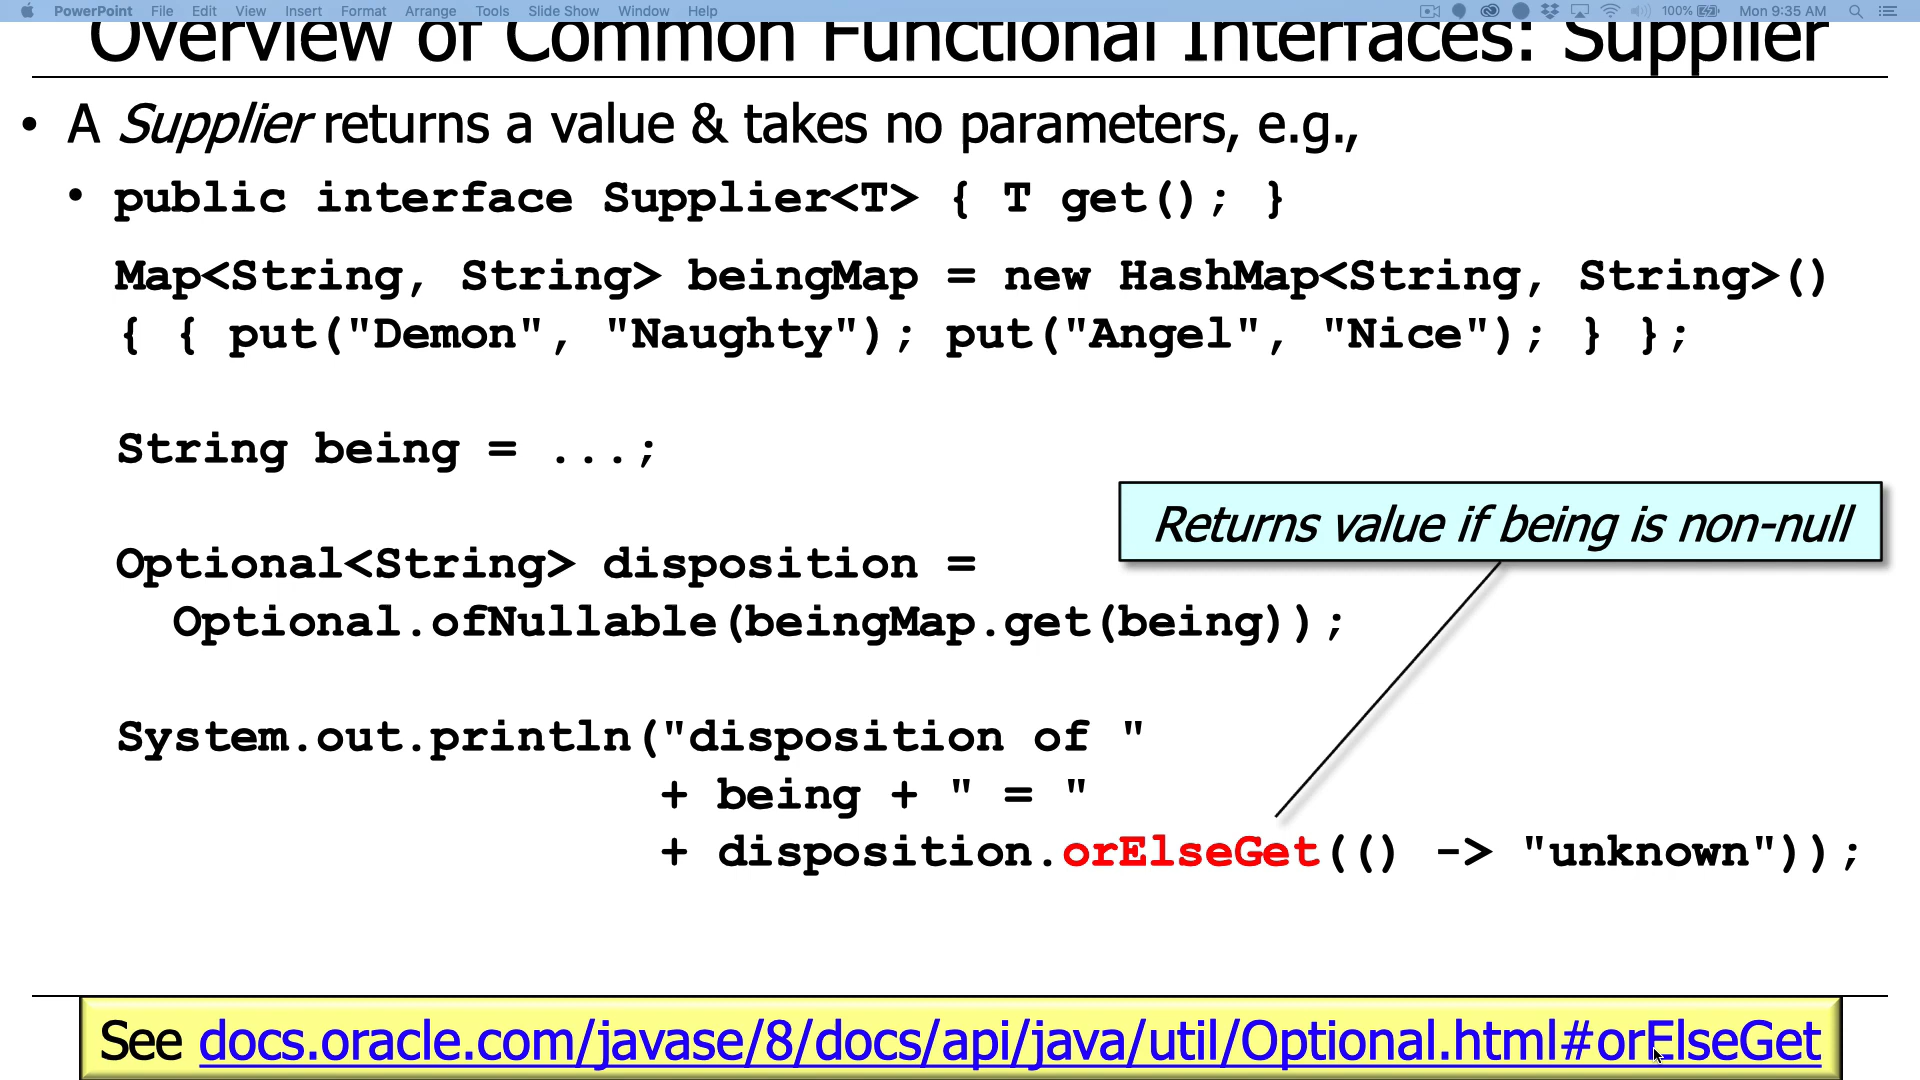 PowerPoint File Edit View Insert Format Arrange Tools Slide Show Window Help 100% Mon 9:35 AM
Overview of Common Functional Interfaces: Supplier
• A Supplier returns a value & takes no parameters, e.g.,
• public interface Supplier<T> { T get(); }
Map<String, String> beingMap = new HashMap<String, String>()
{ { put("Demon", "Naughty"); put("Angel", "Nice"); } };
String being = ...;
Returns value if being is non-null
Optional<String> disposition =
Optional.ofNullable(beingMap.get(being));
System.out.println("disposition of "
+ being + " = "
+ disposition.orElseGet(() -> "unknown"));
See docs.oracle.com/javase/8/docs/api/java/util/Optional.html#orElseGet